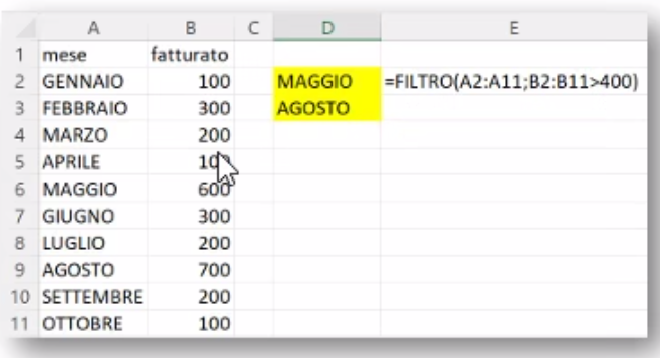 A B C D E
1 mese fatturato
2 GENNAIO 100 MAGGIO =FILTRO(A2:A11;B2:B11>400)
3 FEBBRAIO 300 AGOSTO
4 MARZO 200
5 APRILE 100
6 MAGGIO 600
7 GIUGNO 300
8 LUGLIO 200
9 AGOSTO 700
10 SETTEMBRE 200
11 OTTOBRE 100